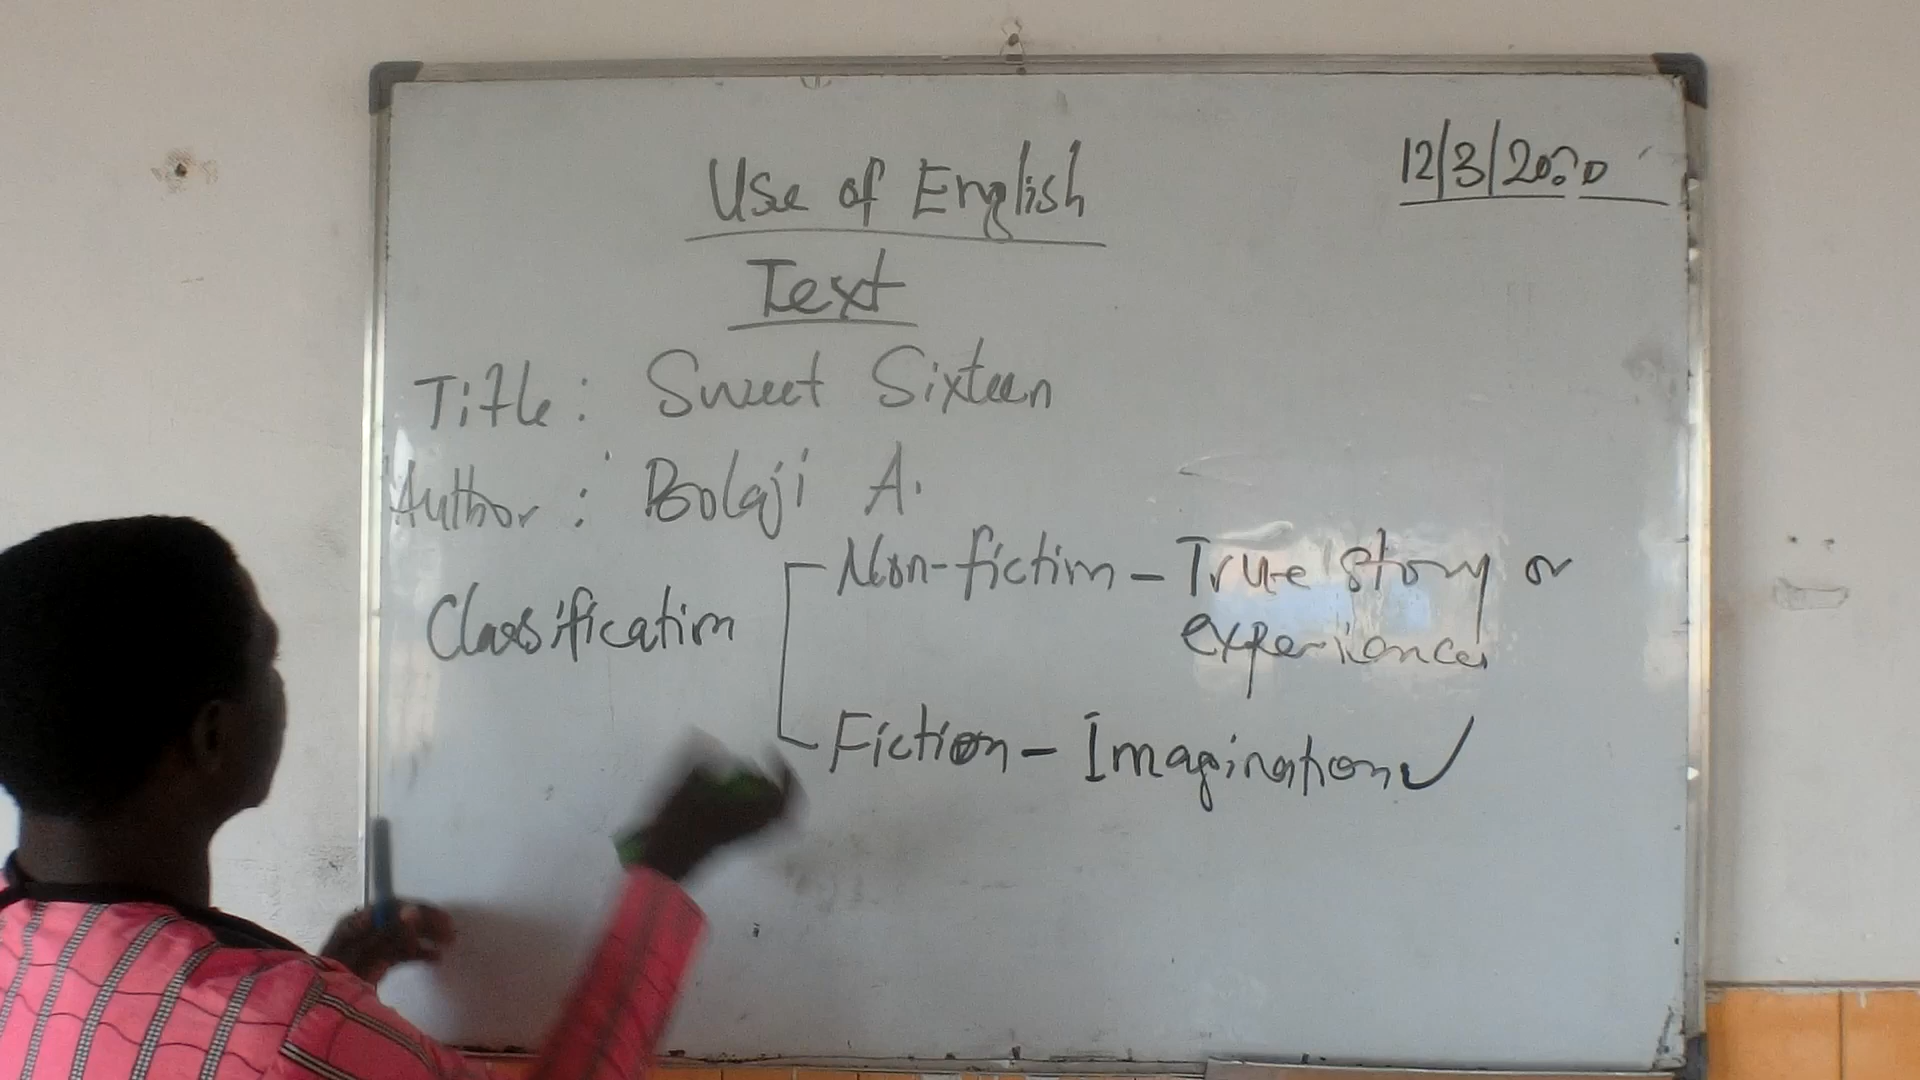 12/3/2020
Use of English
Text
Title: Sweet Sixteen
Author: Bolaji A.
Classification
Non-fiction - True story or
experiences
Fiction - Imagination ✓